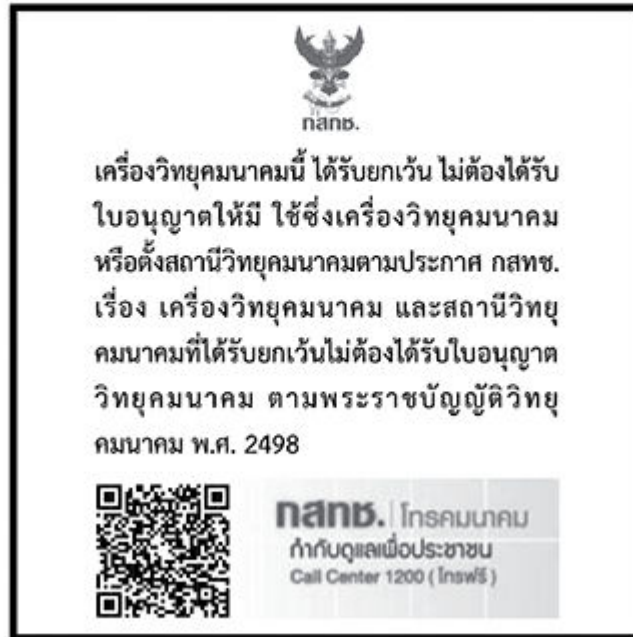 กสทช.
เครื่องวิทยุคมนาคมนี้ ได้รับยกเว้น ไม่ต้องได้รับ
ใบอนุญาตให้มี ใช้ซึ่งเครื่องวิทยุคมนาคม
หรือตั้งสถานีวิทยุคมนาคมตามประกาศ กสทช.
เรื่อง เครื่องวิทยุคมนาคม และสถานีวิทยุ
คมนาคมที่ได้รับยกเว้นไม่ต้องได้รับใบอนุญาต
วิทยุคมนาคม ตามพระราชบัญญัติวิทยุ
คมนาคม พ.ศ. 2498
กสทช. | โทรคมนาคม
กำกับดูแลเพื่อประชาชน
Call Center 1200 ( โทรฟรี )